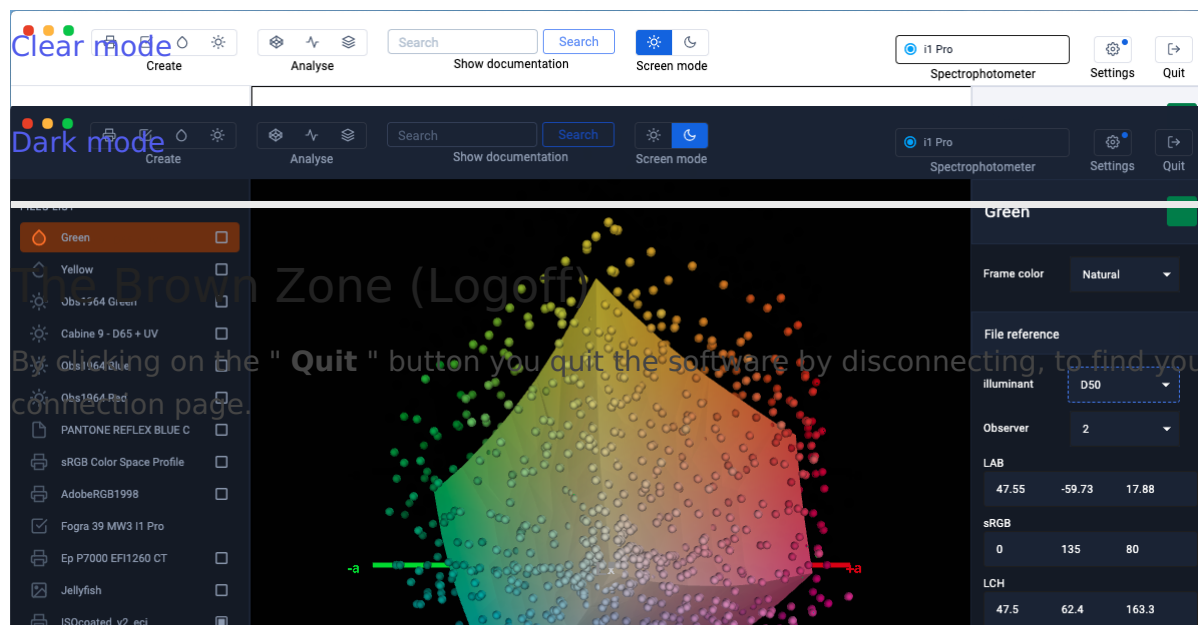 Clear mode
Create
Analyse
Search
Search
Show documentation
Screen mode
i1 Pro
Spectrophotometer
Settings
Quit
Dark mode
Create
Analyse
Search
Search
Show documentation
Screen mode
i1 Pro
Spectrophotometer
Settings
Quit
FILES LIST
Green
Yellow
Obs1964 Green
Cabine 9 - D65 + UV
Obs1964 Blue
Obs1964 Red
PANTONE REFLEX BLUE C
sRGB Color Space Profile
AdobeRGB1998
Fogra 39 MW3 I1 Pro
Ep P7000 EFI1260 CT
Jellyfish
ISOcoated_v2_eci
The Brown Zone (Logoff)
By clicking on the " Quit " button you quit the software by disconnecting, to find you
connection page.
-a
+a
Green
Frame color
Natural
File reference
illuminant
D50
Observer
2
LAB
47.55 -59.73 17.88
sRGB
0 135 80
LCH
47.5 62.4 163.3